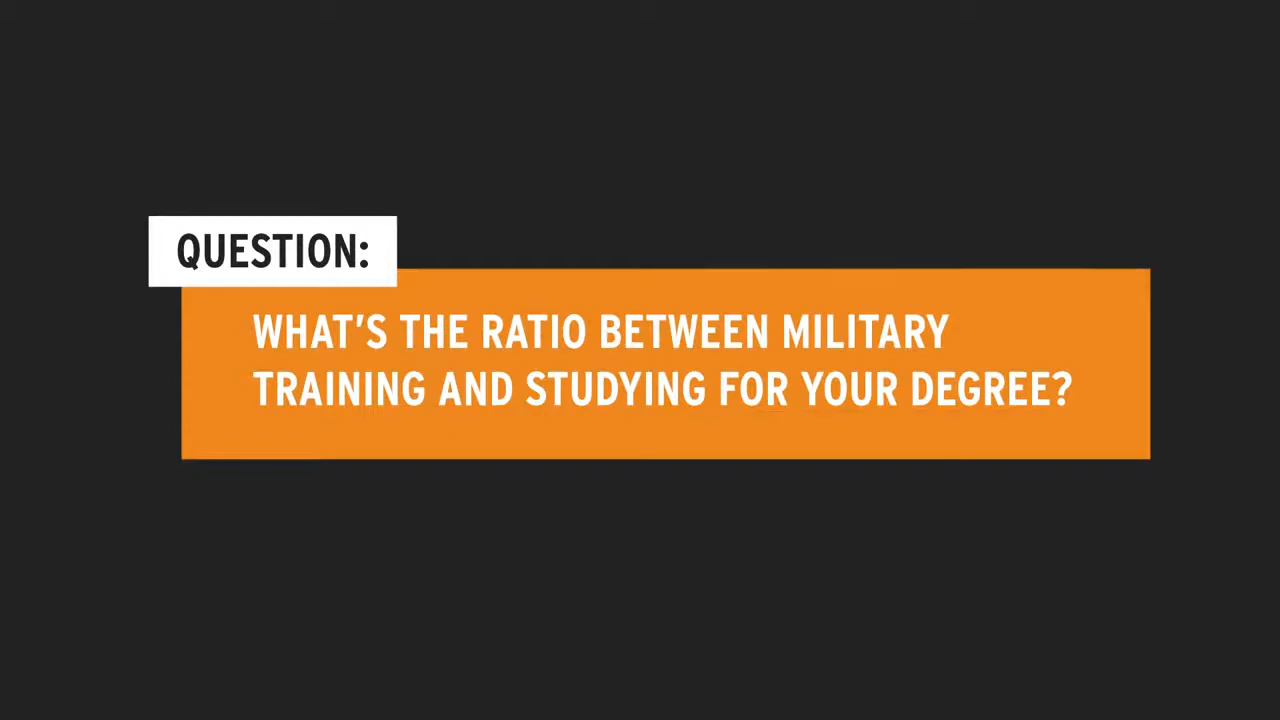 QUESTION:
WHAT'S THE RATIO BETWEEN MILITARY
TRAINING AND STUDYING FOR YOUR DEGREE?